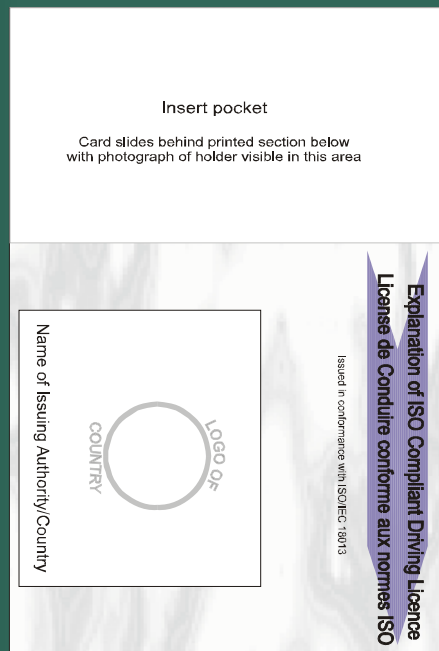 Insert pocket
Card slides behind printed section below
with photograph of holder visible in this area
Explanation of ISO Compliant Driving Licence
License de Conduire conforme aux normes ISO
Issued in conformance with ISO/IEC 18013
LOGO OF
COUNTRY
Name of Issuing Authority/Country